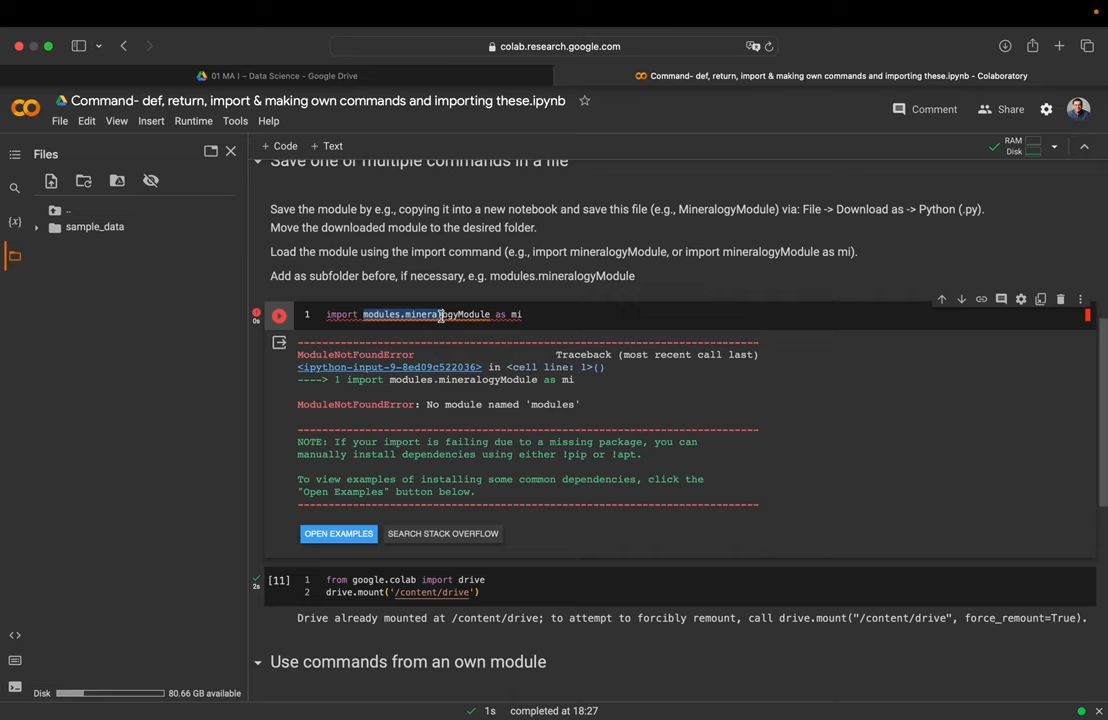 colab.research.google.com
01 MA I – Data Science - Google Drive
Command- def, return, import & making own commands and importing these.ipynb - Colaboratory
Command- def, return, import & making own commands and importing these.ipynb
File Edit View Insert Runtime Tools Help
Comment Share
Files
+ Code + Text
RAM
Disk
Save one or multiple commands in a file
..
sample_data
Save the module by e.g., copying it into a new notebook and save this file (e.g., MineralogyModule) via: File -> Download as -> Python (.py).
Move the downloaded module to the desired folder.
Load the module using the import command (e.g., import mineralogyModule, or import mineralogyModule as mi).
Add as subfolder before, if necessary, e.g. modules.mineralogyModule
0s
1 import modules.mineralogyModule as mi
---------------------------------------------------------------------------
ModuleNotFoundError Traceback (most recent call last)
<ipython-input-9-8ed09c522036> in <cell line: 1>()
----> 1 import modules.mineralogyModule as mi
ModuleNotFoundError: No module named 'modules'
---------------------------------------------------------------------------
NOTE: If your import is failing due to a missing package, you can
manually install dependencies using either !pip or !apt.
To view examples of installing some common dependencies, click the
"Open Examples" button below.
---------------------------------------------------------------------------
OPEN EXAMPLES SEARCH STACK OVERFLOW
2s
[11] 1 from google.colab import drive
2 drive.mount('/content/drive')
Drive already mounted at /content/drive; to attempt to forcibly remount, call drive.mount("/content/drive", force_remount=True).
Use commands from an own module
Disk 80.66 GB available
1s completed at 18:27